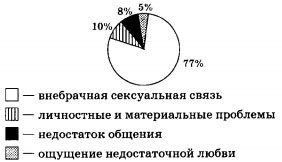 8% 5%
10%
77%
— внебрачная сексуальная связь
— личностные и материальные проблемы
— недостаток общения
— ощущение недостаточной любви